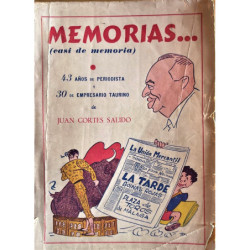 MEMORIAS...
(casi de memoria)
43 AÑOS DE PERIODISTA
Y
30 DE EMPRESARIO TAURINO
de
JUAN CORTES SALIDO
La Unión Mercantil
LA TARDE
PLAZA de
TOROS
de MALAGA